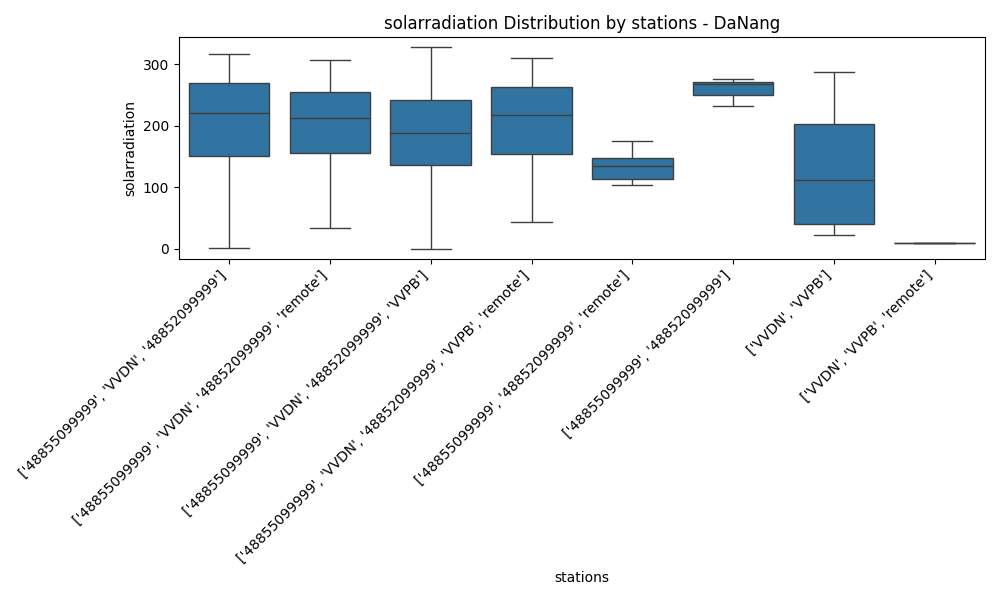 solarradiation Distribution by stations - DaNang
solarradiation
300
200
100
0
['48855099999', 'VVDN', '48852099999']
['48855099999', 'VVDN', '48852099999', 'remote']
['48855099999', 'VVDN', '48852099999', 'VVPB']
['48855099999', 'VVDN', '48852099999', 'VVPB', 'remote']
['48855099999', '48852099999', 'remote']
['48855099999', '48852099999']
['VVDN', 'VVPB']
['VVDN', 'VVPB', 'remote']
stations